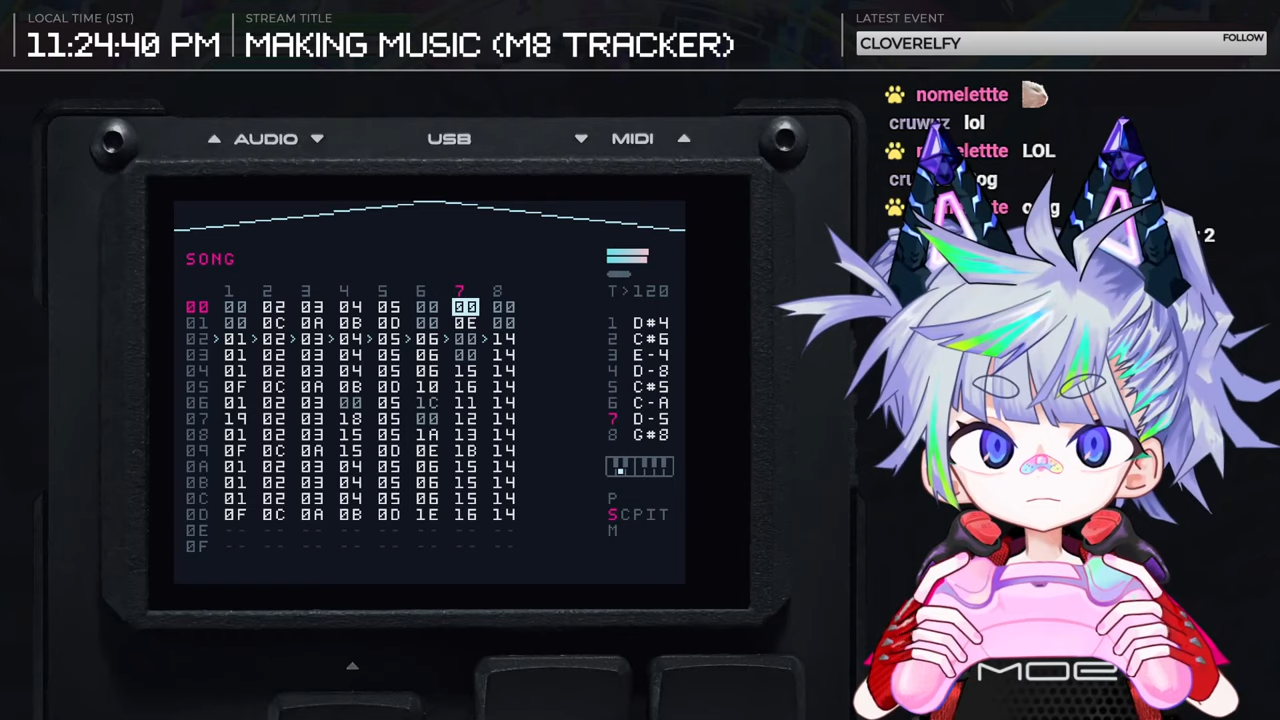 LOCAL TIME (JST)
11:24:40 PM
STREAM TITLE
MAKING MUSIC (M8 TRACKER)
LATEST EVENT
CLOVERELFY
FOLLOW
nomelettte
cruwuz lol
nomelettte LOL
2
AUDIO
USB
MIDI
SONG
1 2 3 4 5 6 7 8
00 00 02 03 04 05 00 00 00
01 00 0C 0A 0B 0D 00 0E 00
02>01>02>03>04>05>06>00>14
03 01 02 03 04 05 06 00 14
04 01 02 03 04 05 06 15 14
05 0F 0C 0A 0B 0D 10 16 14
06 01 02 03 00 05 1C 11 14
07 19 02 03 18 05 00 12 14
08 01 02 03 15 05 1A 13 14
09 0F 0C 0A 15 0D 0E 1B 14
0A 01 02 03 04 05 06 15 14
0B 01 02 03 04 05 06 15 14
0C 01 02 03 04 05 06 15 14
0D 0F 0C 0A 0B 0D 1E 16 14
0E -- -- -- -- -- -- -- --
0F -- -- -- -- -- -- -- --
T>120
1 D#4
2 C#6
3 E-4
4 D-8
5 C#5
6 C-A
7 D-5
8 G#8
P
SCPIT
M
MOE